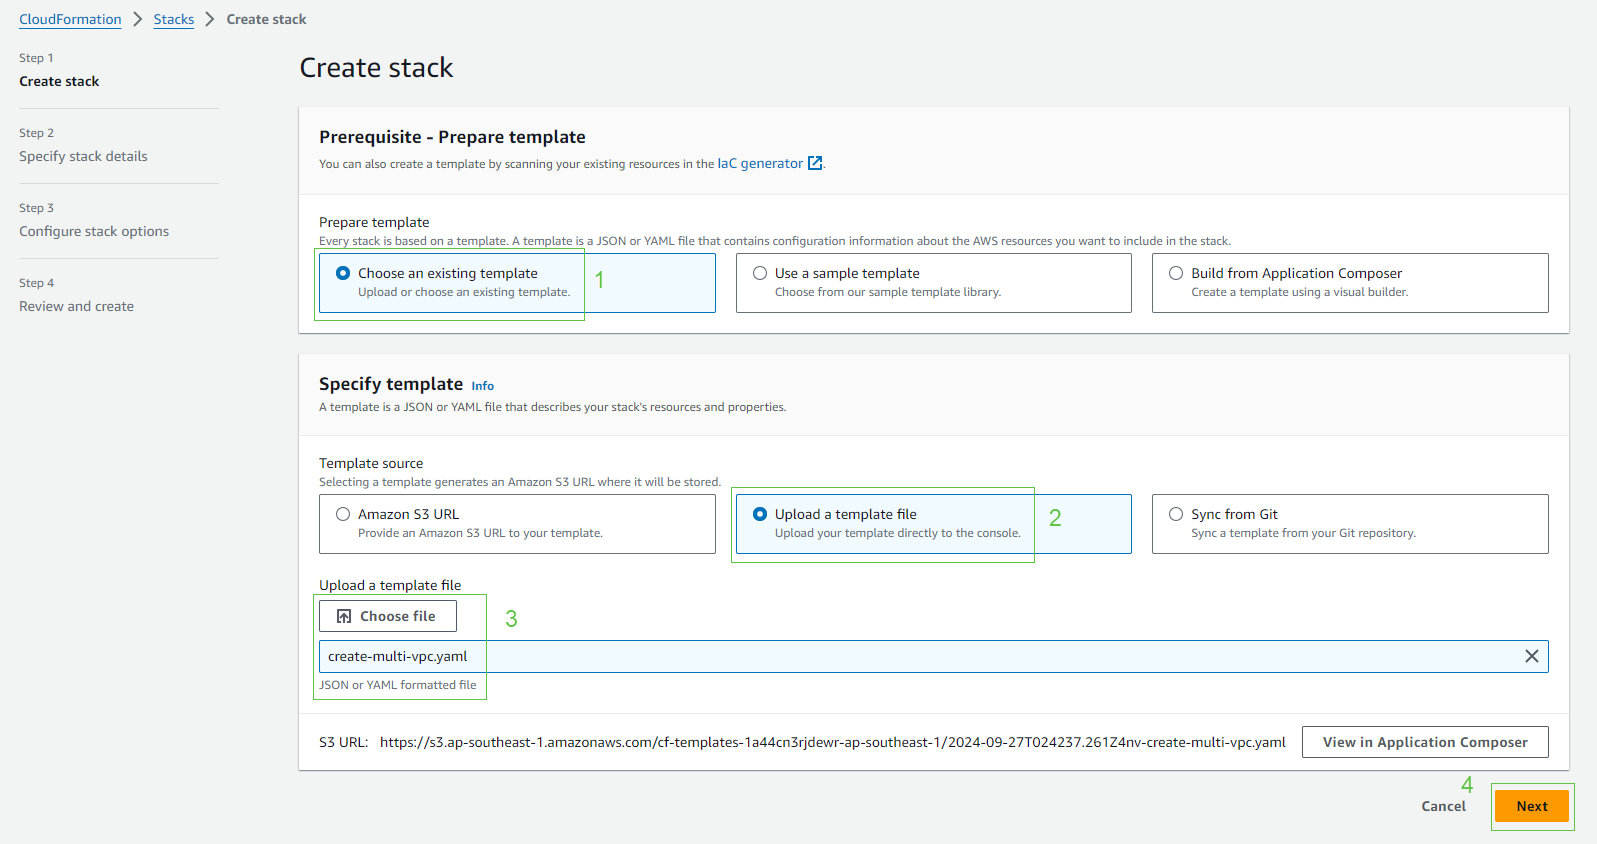 CloudFormation > Stacks > Create stack
Step 1
Create stack
Step 2
Specify stack details
Step 3
Configure stack options
Step 4
Review and create
Create stack
Prerequisite - Prepare template
You can also create a template by scanning your existing resources in the IaC generator.
Prepare template
Every stack is based on a template. A template is a JSON or YAML file that contains configuration information about the AWS resources you want to include in the stack.
Choose an existing template
Upload or choose an existing template.
1
Use a sample template
Choose from our sample template library.
Build from Application Composer
Create a template using a visual builder.
Specify template Info
A template is a JSON or YAML file that describes your stack's resources and properties.
Template source
Selecting a template generates an Amazon S3 URL where it will be stored.
Amazon S3 URL
Provide an Amazon S3 URL to your template.
Upload a template file
Upload your template directly to the console.
2
Sync from Git
Sync a template from your Git repository.
Upload a template file
Choose file
3
create-multi-vpc.yaml
JSON or YAML formatted file
S3 URL: https://s3.ap-southeast-1.amazonaws.com/cf-templates-1a44cn3rjdewr-ap-southeast-1/2024-09-27T024237.261Z4nv-create-multi-vpc.yaml
View in Application Composer
4
Cancel
Next